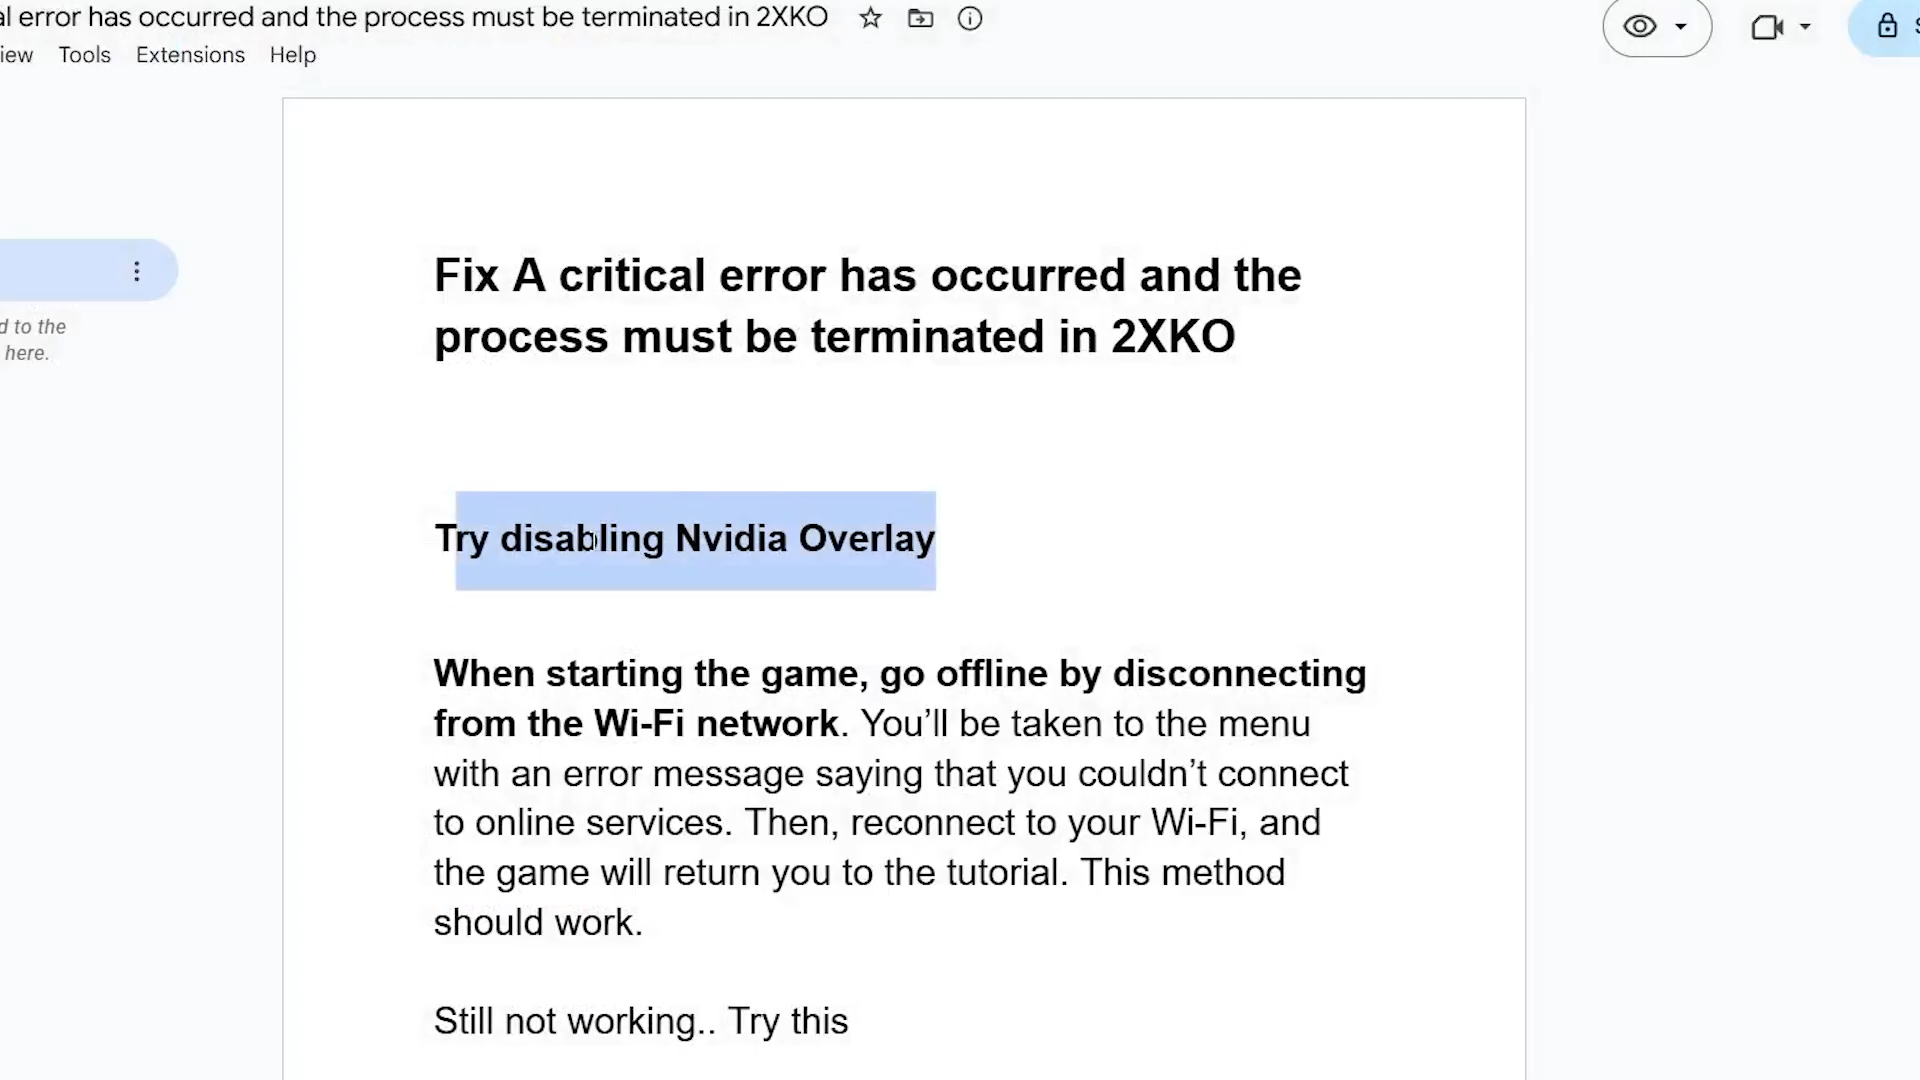 error has occurred and the process must be terminated in 2XKO
Tools Extensions Help
d to the
here.
Fix A critical error has occurred and the
process must be terminated in 2XKO
Try disabling Nvidia Overlay
When starting the game, go offline by disconnecting
from the Wi-Fi network. You’ll be taken to the menu
with an error message saying that you couldn’t connect
to online services. Then, reconnect to your Wi-Fi, and
the game will return you to the tutorial. This method
should work.
Still not working.. Try this